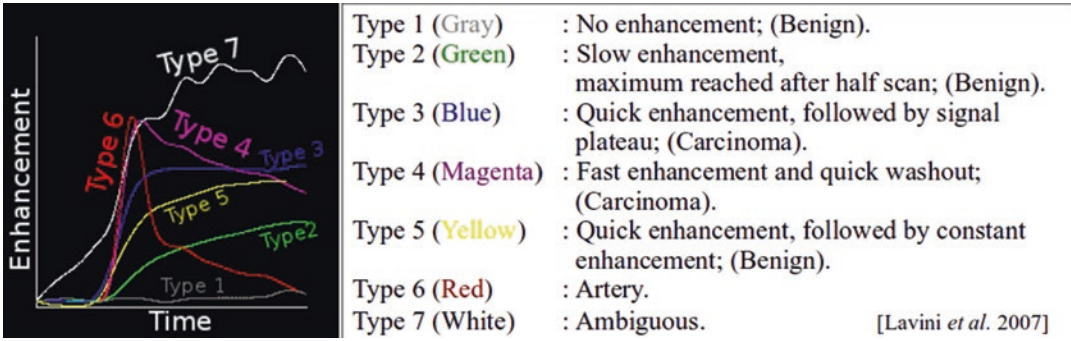 Enhancement
Time
Type 7
Type 6
Type 4
Type 3
Type 5
Type2
Type 1
Type 1 (Gray) : No enhancement; (Benign).
Type 2 (Green) : Slow enhancement,
maximum reached after half scan; (Benign).
Type 3 (Blue) : Quick enhancement, followed by signal
plateau; (Carcinoma).
Type 4 (Magenta) : Fast enhancement and quick washout;
(Carcinoma).
Type 5 (Yellow) : Quick enhancement, followed by constant
enhancement; (Benign).
Type 6 (Red) : Artery.
Type 7 (White) : Ambiguous. [Lavini et al. 2007]